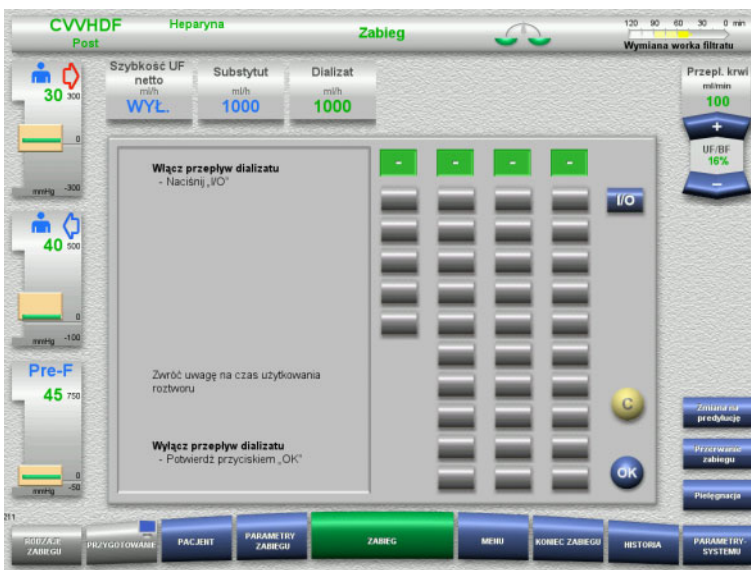 CVVHDF
Post
Heparyna
Zabieg
120 90 60 30 0 min
Wymiana worka filtratu
30
300
0
mmHg -300
Szybkość UF netto
ml/h
WYŁ.
Substytut
ml/h
1000
Dializat
ml/h
1000
Przepł. krwi
ml/min
100
+
UF/BF
16%
–
Włącz przepływ dializatu
- Naciśnij „I/O”
- - - -
I/O
40
500
0
mmHg -100
Pre-F
45
750
0
mmHg -50
Zwróć uwagę na czas użytkowania
roztworu
Wyłącz przepływ dializatu
- Potwierdź przyciskiem „OK”
C
OK
Zmiana na
predylucję
Przerwanie
zabiegu
Pielęgnacja
211
RODZAJE
ZABIEGU
PRZYGOTOWANIE
PACJENT
PARAMETRY
ZABIEGU
ZABIEG
MENU
KONIEC ZABIEGU
HISTORIA
PARAMETRY-
SYSTEMU